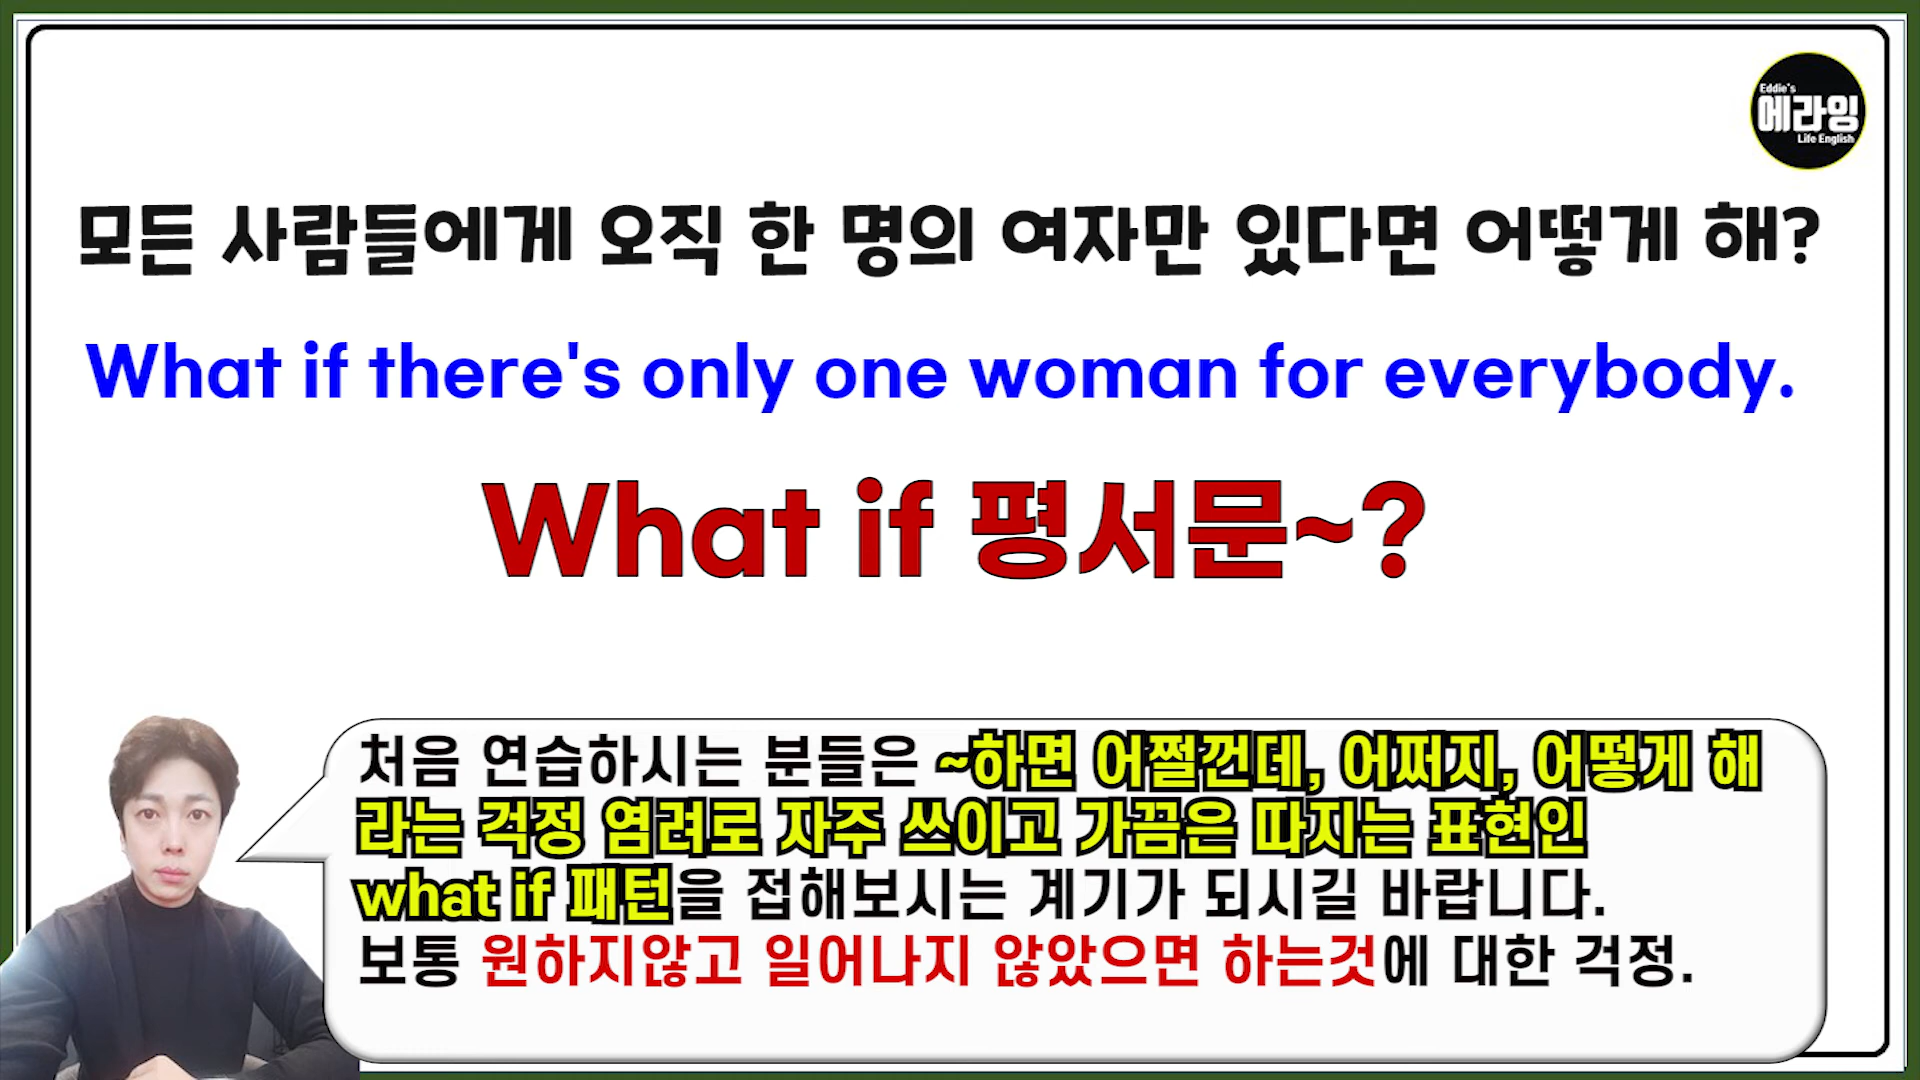 Eddie's
에라잉
Life English
모든 사람들에게 오직 한 명의 여자만 있다면 어떻게 해?
What if there's only one woman for everybody.
What if 평서문~?
처음 연습하시는 분들은 ~하면 어쩔껀데, 어쩌지, 어떻게 해
라는 걱정 염려로 자주 쓰이고 가끔은 따지는 표현인
what if 패턴을 접해보시는 계기가 되시길 바랍니다.
보통 원하지않고 일어나지 않았으면 하는것에 대한 걱정.